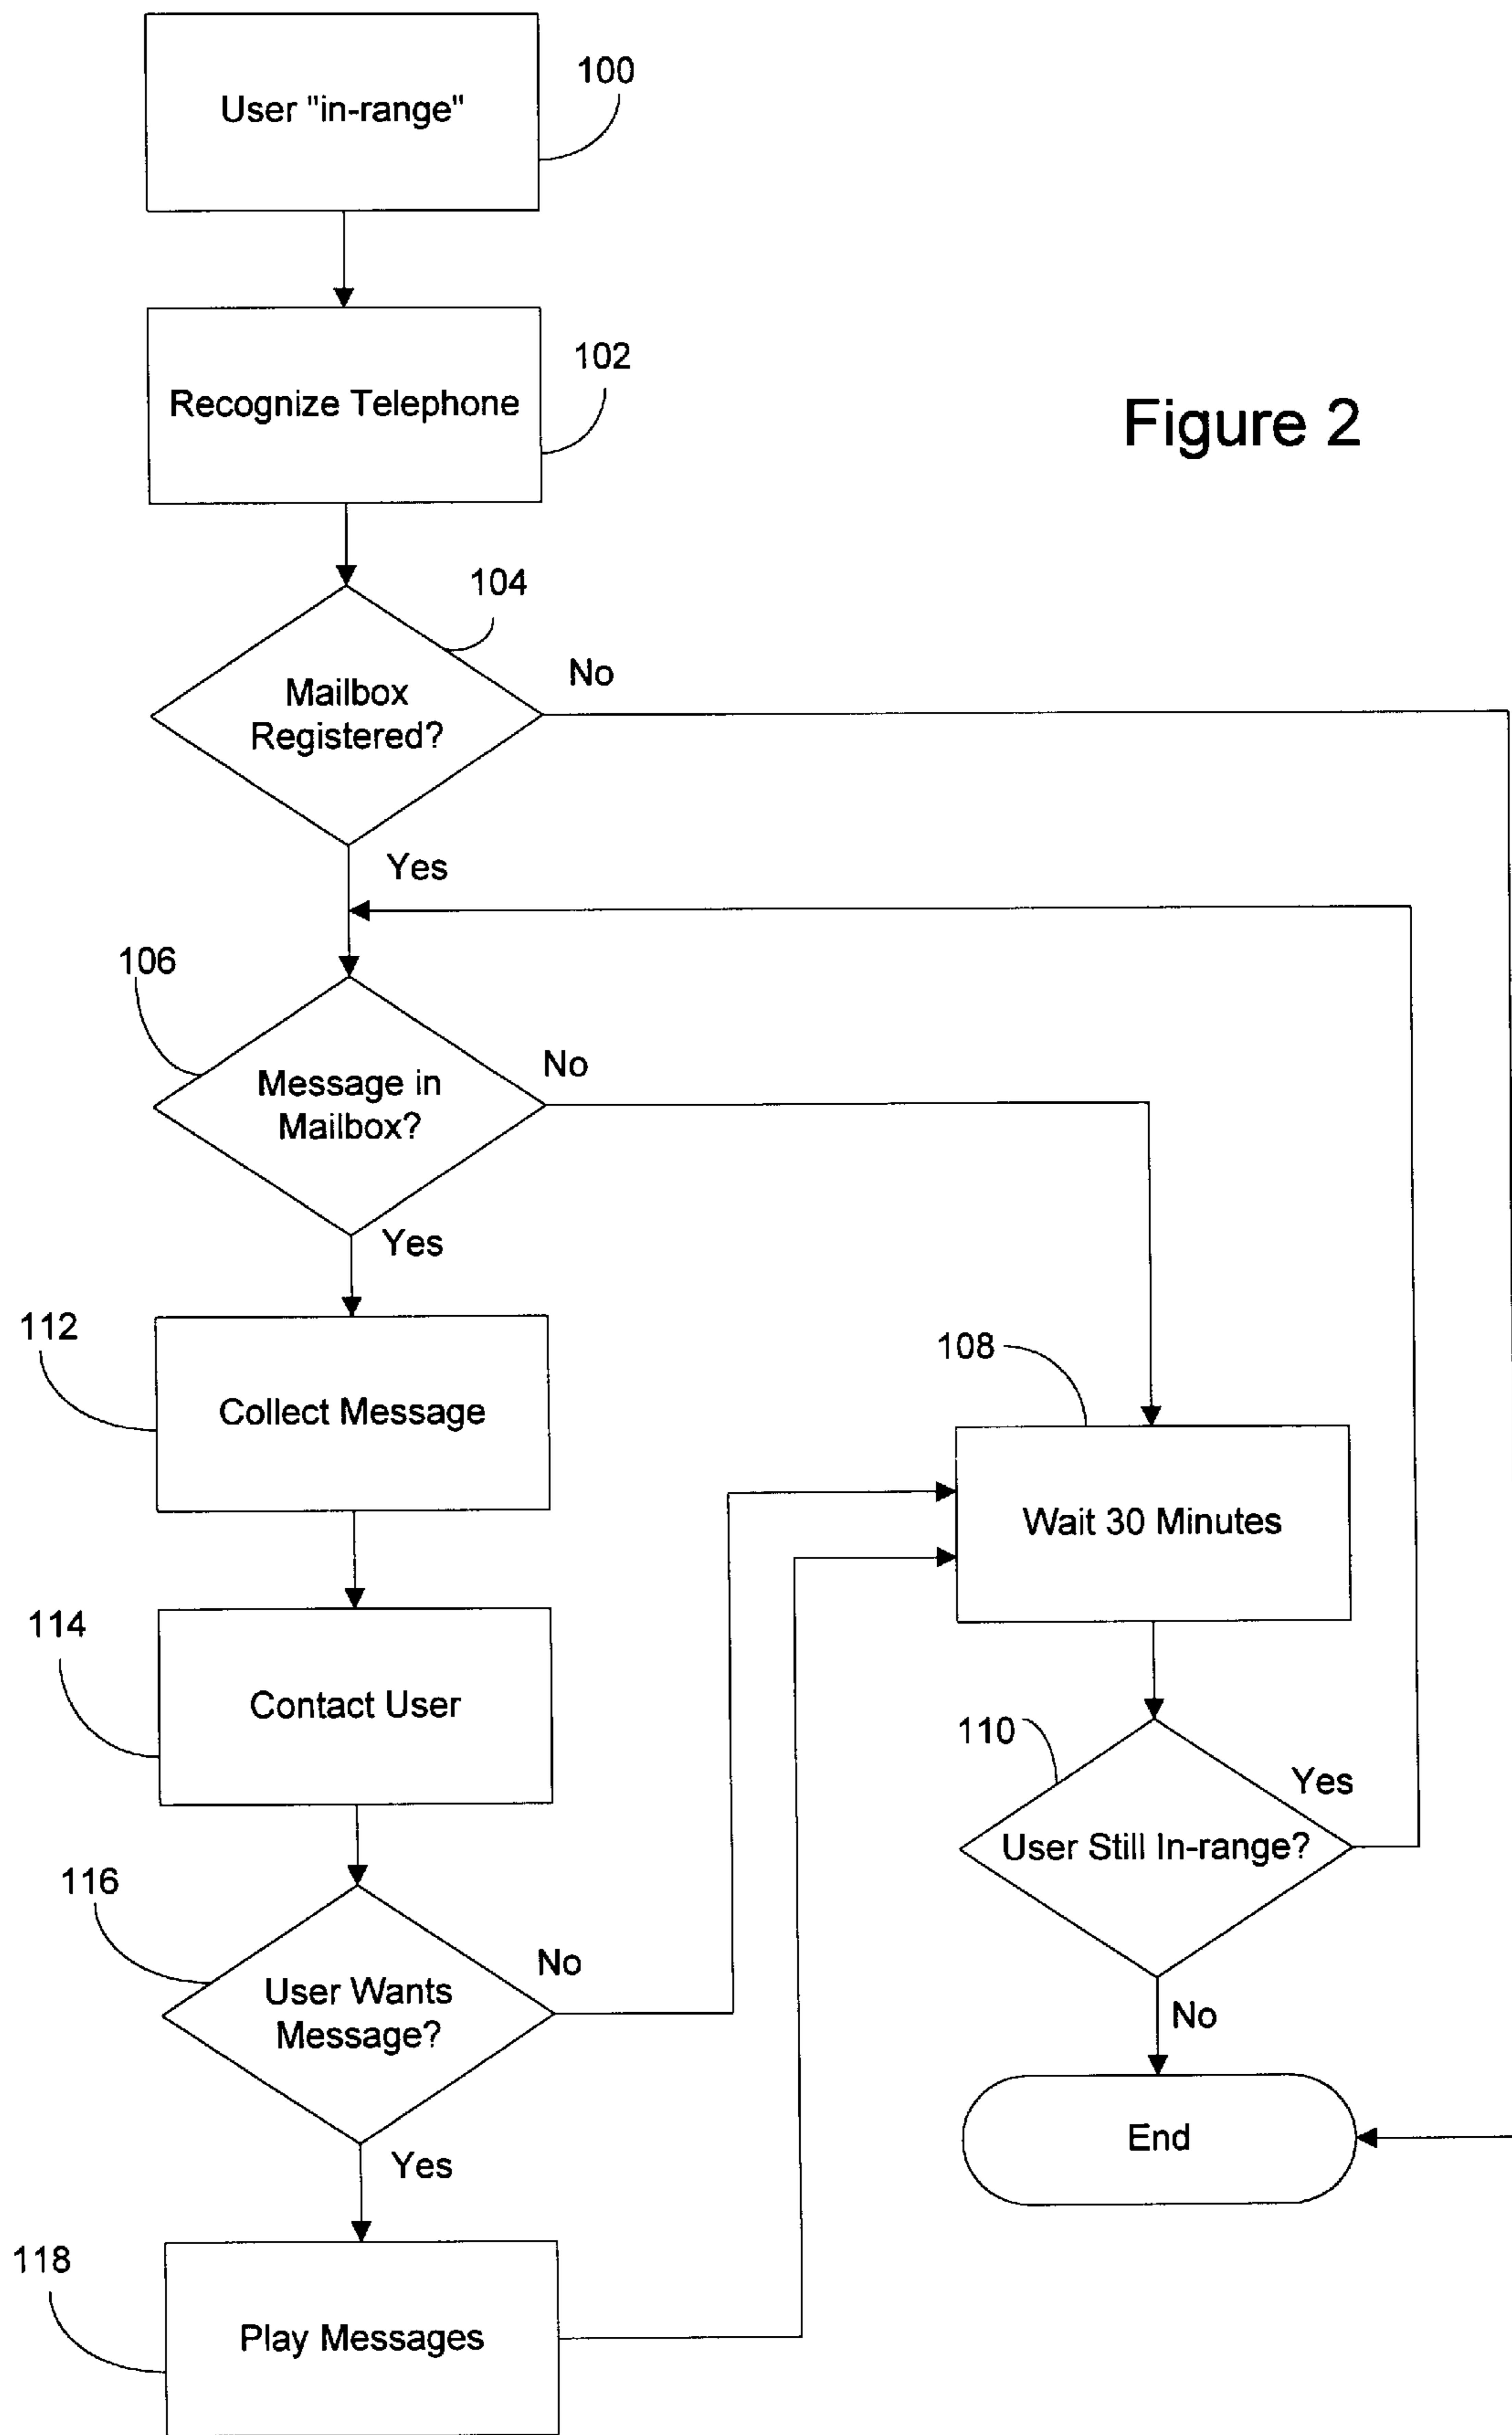 User "in-range"
100
Recognize Telephone
102
Figure 2
104
Mailbox
Registered?
No
Yes
106
Message in
Mailbox?
No
Yes
112
Collect Message
108
Wait 30 Minutes
114
Contact User
110
Yes
User Still In-range?
116
User Wants
Message?
No
No
Yes
End
118
Play Messages